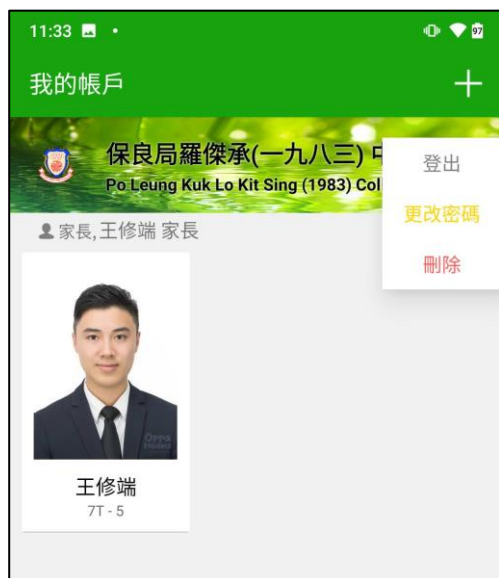 11:33
97
我的帳戶
保良局羅傑承(一九八三)
Po Leung Kuk Lo Kit Sing (1983) Col
登出
更改密碼
刪除
家長, 王修端 家長
王修端
7T - 5